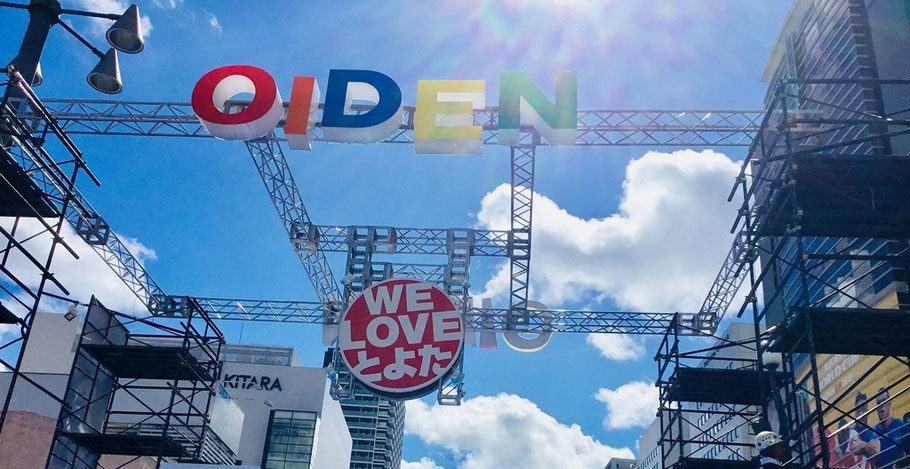 OIDEN
WE
LOVE
とよた
KITARA